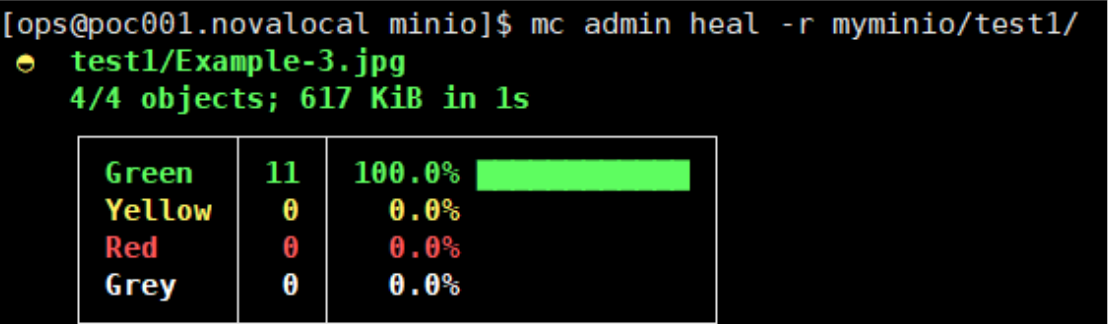 [ops@poc001.novalocal minio]$ mc admin heal -r myminio/test1/
test1/Example-3.jpg
4/4 objects; 617 KiB in 1s
Green 11 100.0%
Yellow 0 0.0%
Red 0 0.0%
Grey 0 0.0%